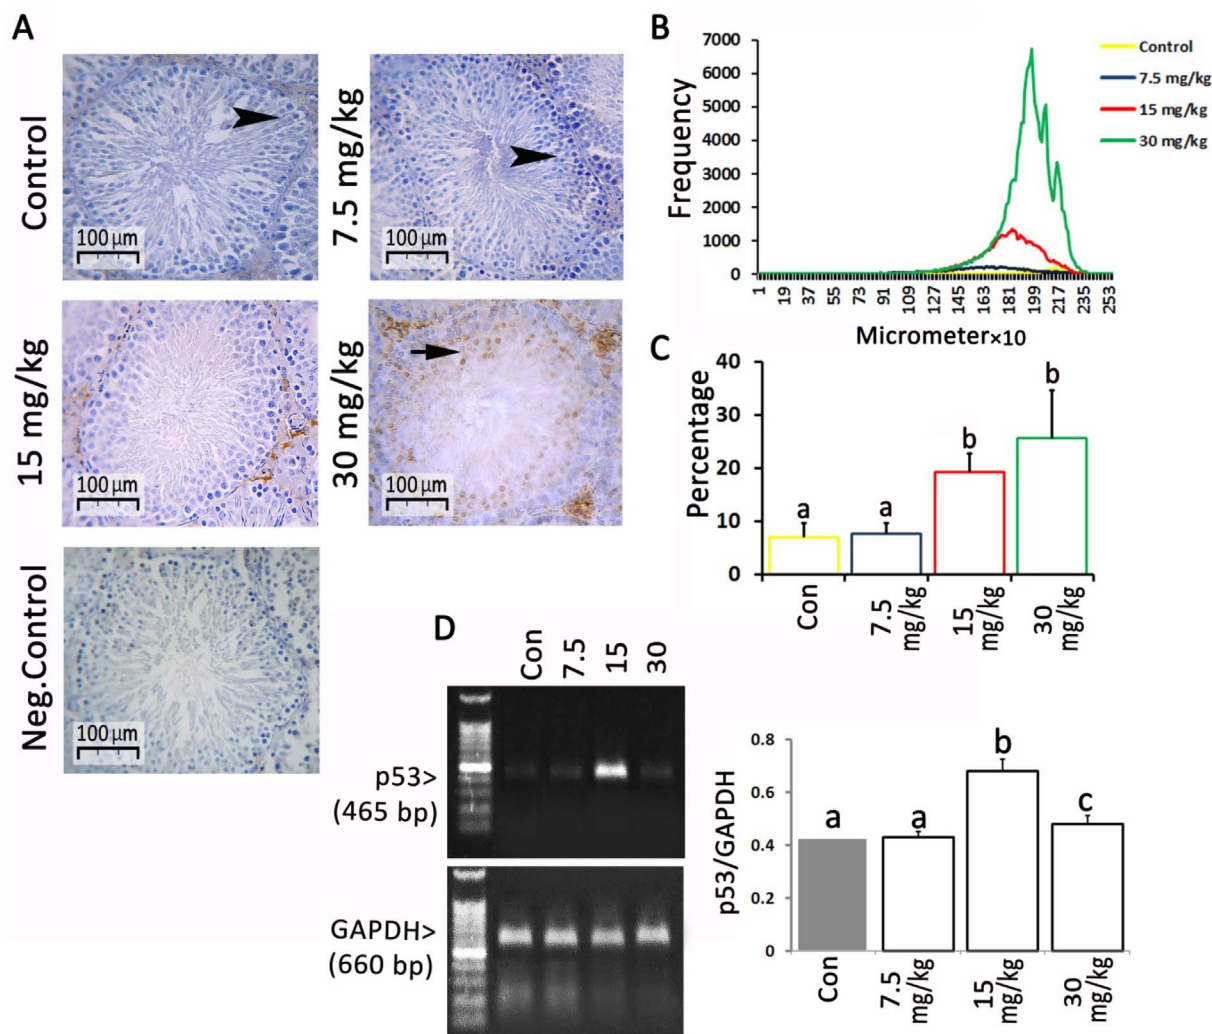 A
Control
100 µm
7.5 mg/kg
100 µm
15 mg/kg
100 µm
30 mg/kg
100 µm
Neg.Control
100 µm
B
Frequency
7000
6000
5000
4000
3000
2000
1000
0
1 19 37 55 73 91 109 127 145 163 181 199 217 235 253
Micrometer×10
Control
7.5 mg/kg
15 mg/kg
30 mg/kg
C
Percentage
40
30
20
10
0
a a b b
Con 7.5 mg/kg 15 mg/kg 30 mg/kg
D
Con 7.5 15 30
p53>
(465 bp)
GAPDH>
(660 bp)
p53/GAPDH
0.8
0.6
0.4
0.2
0
a a b c
Con 7.5 mg/kg 15 mg/kg 30 mg/kg